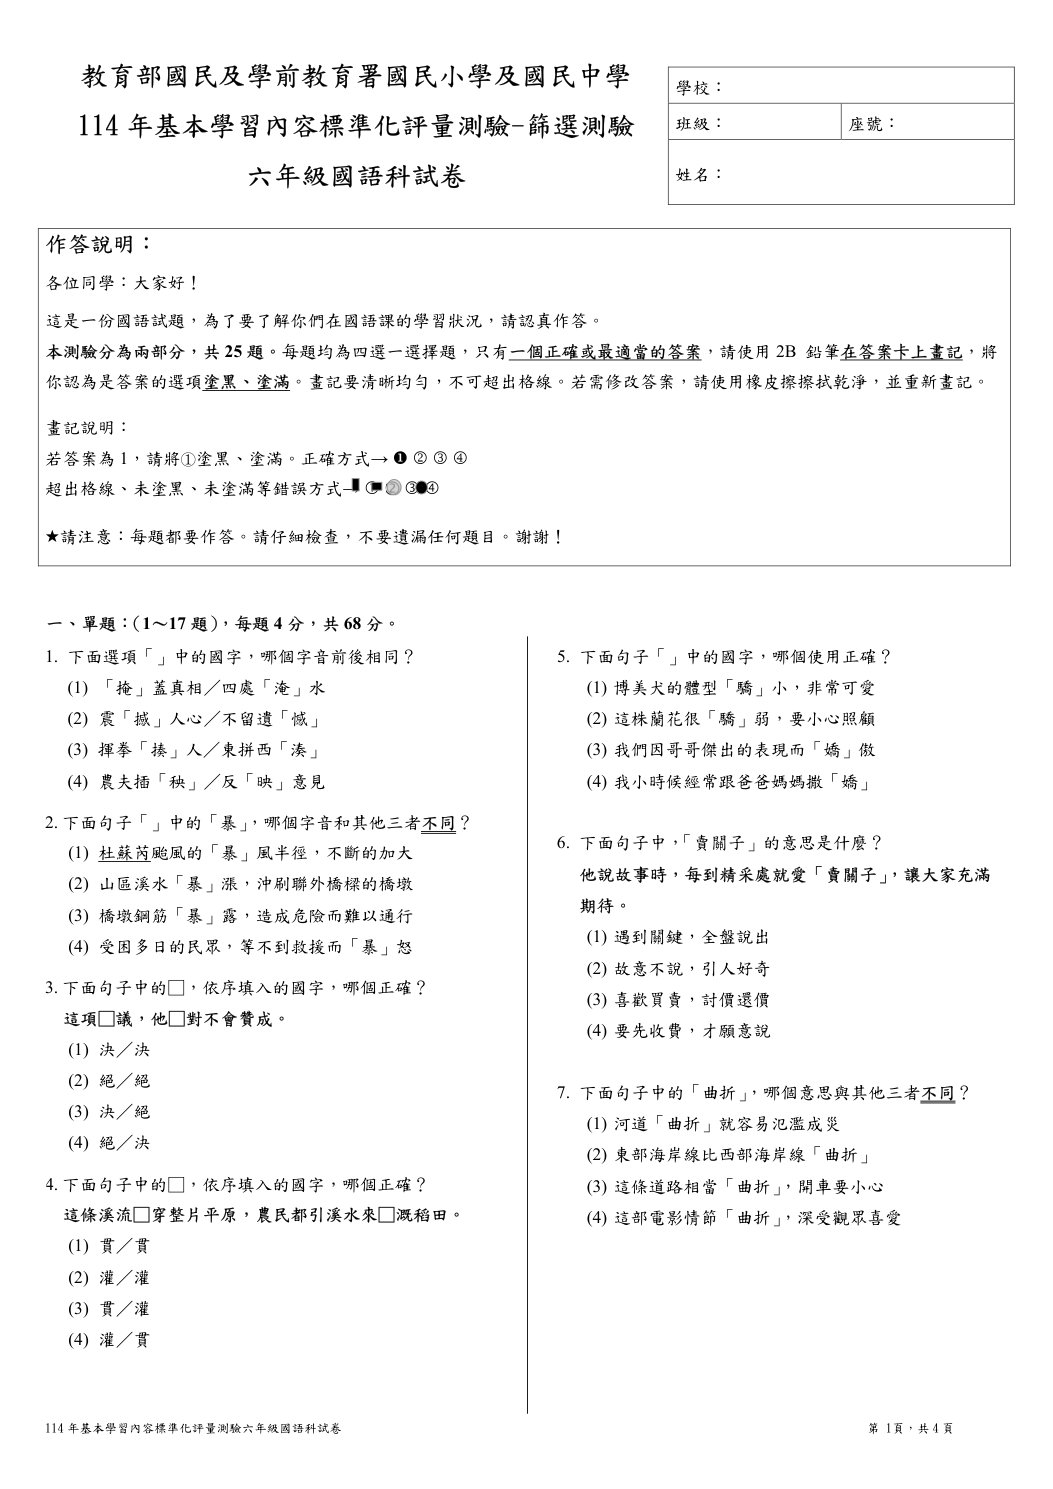 教育部國民及學前教育署國民小學及國民中學
114 年基本學習內容標準化評量測驗-篩選測驗
六年級國語科試卷
學校：
班級：
座號：
姓名：
作答說明：
各位同學：大家好！
這是一份國語試題，為了要了解你們在國語課的學習狀況，請認真作答。
本測驗分為兩部分，共 25 題。每題均為四選一選擇題，只有一個正確或最適當的答案，請使用 2B 鉛筆在答案卡上畫記，將
你認為是答案的選項塗黑、塗滿。畫記要清晰均勻，不可超出格線。若需修改答案，請使用橡皮擦擦拭乾淨，並重新畫記。
畫記說明：
若答案為 1，請將①塗黑、塗滿。正確方式→ ❶ ② ③ ④
超出格線、未塗黑、未塗滿等錯誤方式→ ① ② ③ ④
★請注意：每題都要作答。請仔細檢查，不要遺漏任何題目。謝謝！
一、單題：（1～17 題），每題 4 分，共 68 分。
1. 下面選項「」中的國字，哪個字音前後相同？
(1) 「掩」蓋真相／四處「淹」水
(2) 震「撼」人心／不留遺「憾」
(3) 揮拳「揍」人／東拼西「湊」
(4) 農夫插「秧」／反「映」意見
2. 下面句子「」中的「暴」，哪個字音和其他三者不同？
(1) 杜蘇芮颱風的「暴」風半徑，不斷的加大
(2) 山區溪水「暴」漲，沖刷聯外橋樑的橋墩
(3) 橋墩鋼筋「暴」露，造成危險而難以通行
(4) 受困多日的民眾，等不到救援而「暴」怒
3. 下面句子中的□，依序填入的國字，哪個正確？
這項□議，他□對不會贊成。
(1) 決／決
(2) 絕／絕
(3) 決／絕
(4) 絕／決
4. 下面句子中的□，依序填入的國字，哪個正確？
這條溪流□穿整片平原，農民都引溪水來□溉稻田。
(1) 貫／貫
(2) 灌／灌
(3) 貫／灌
(4) 灌／貫
5. 下面句子「」中的國字，哪個使用正確？
(1) 博美犬的體型「驕」小，非常可愛
(2) 這株蘭花很「驕」弱，要小心照顧
(3) 我們因哥哥傑出的表現而「嬌」傲
(4) 我小時候經常跟爸爸媽媽撒「嬌」
6. 下面句子中，「賣關子」的意思是什麼？
他說故事時，每到精采處就愛「賣關子」，讓大家充滿
期待。
(1) 遇到關鍵，全盤說出
(2) 故意不說，引人好奇
(3) 喜歡買賣，討價還價
(4) 要先收費，才願意說
7. 下面句子中的「曲折」，哪個意思與其他三者不同？
(1) 河道「曲折」就容易氾濫成災
(2) 東部海岸線比西部海岸線「曲折」
(3) 這條道路相當「曲折」，開車要小心
(4) 這部電影情節「曲折」，深受觀眾喜愛
114 年基本學習內容標準化評量測驗六年級國語科試卷
第 1頁，共 4 頁